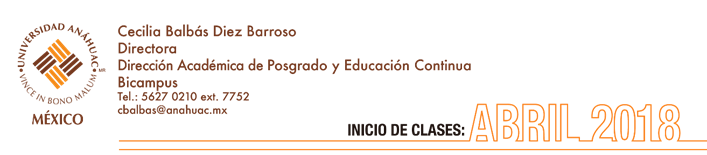 UNIVERSIDAD ANÁHUAC
MR
VINCE IN BONO MALUM
MÉXICO
Cecilia Balbás Diez Barroso
Directora
Dirección Académica de Posgrado y Educación Continua
Bicampus
Tel.: 5627 0210 ext. 7752
cbalbas@anahuac.mx
INICIO DE CLASES: ABRIL 2018